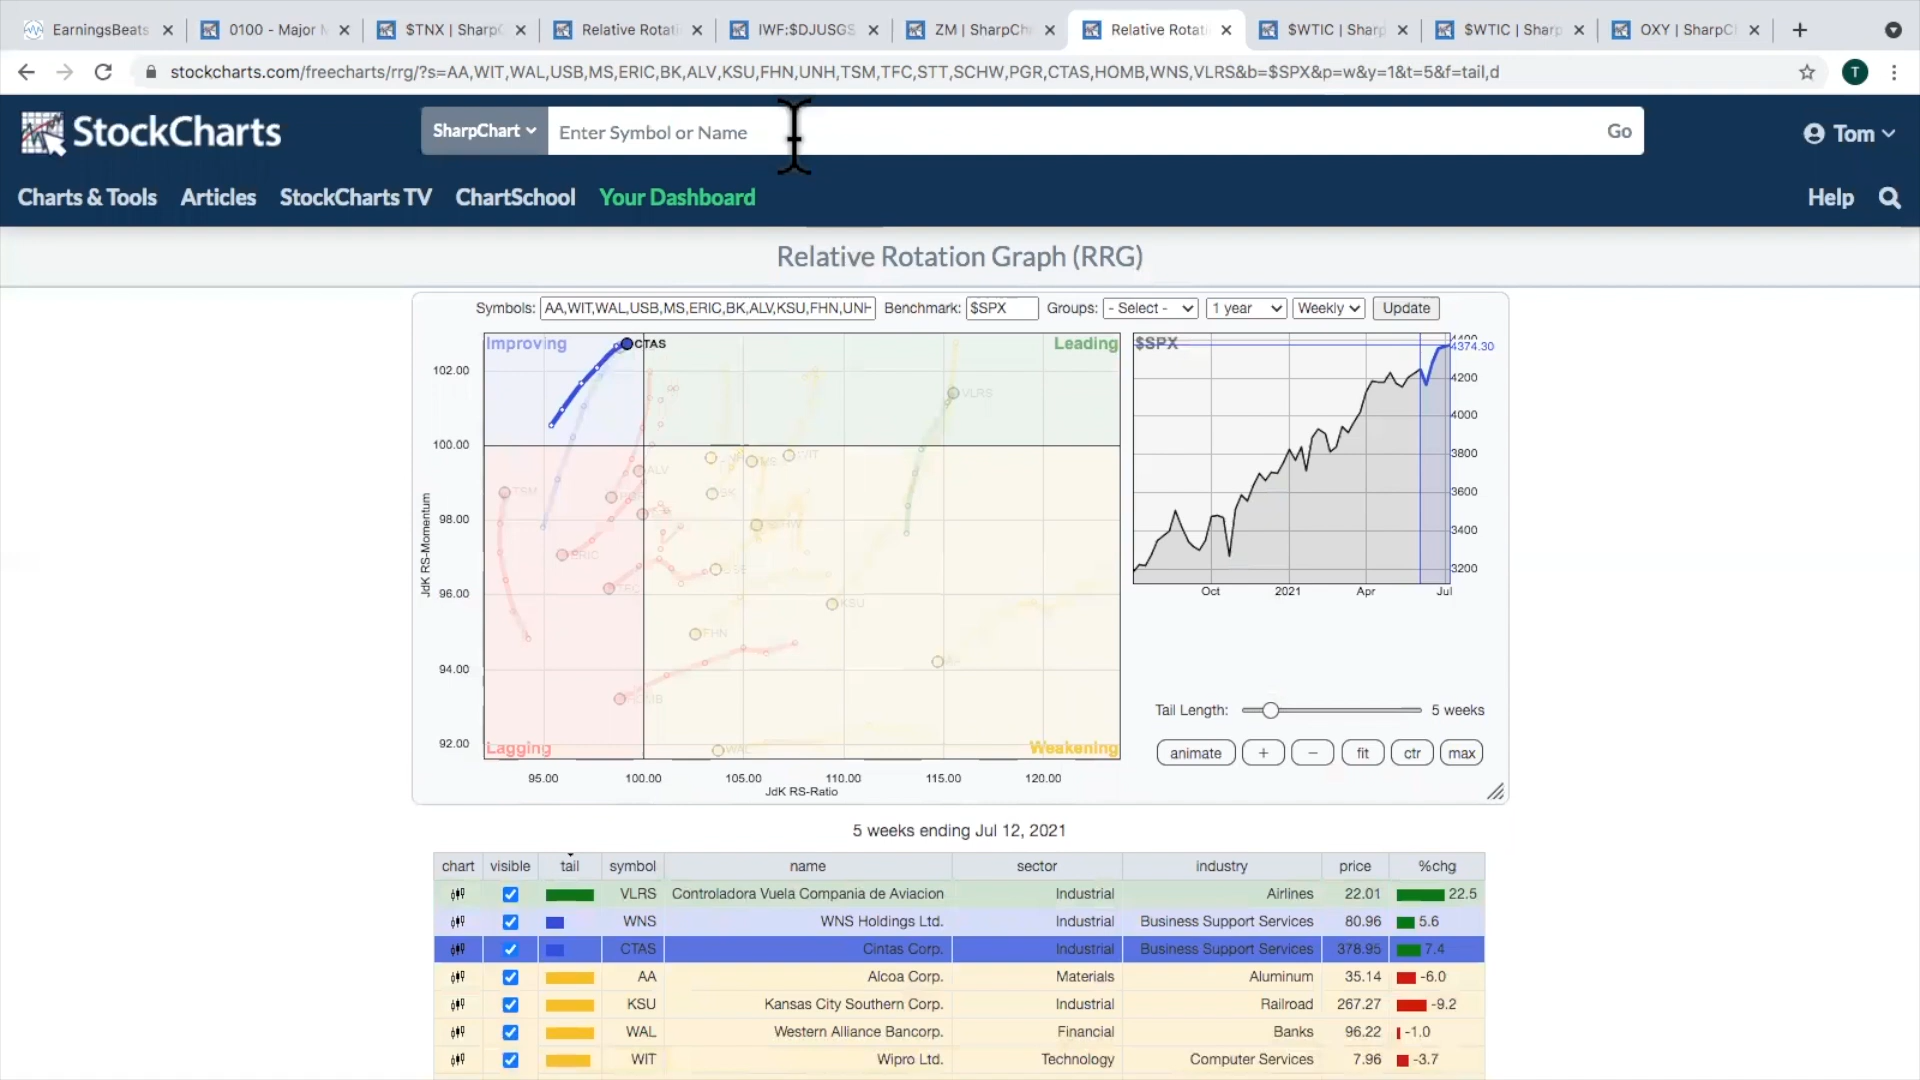 EarningsBeats
0100 - Major M
$TNX | SharpC
Relative Rotati
IWF:$DJUSGS
ZM | SharpCh
Relative Rotati
$WTIC | Sharp
$WTIC | Sharp
OXY | SharpC
stockcharts.com/freecharts/rrg/?s=AA,WIT,WAL,USB,MS,ERIC,BK,ALV,KSU,FHN,UNH,TSM,TFC,STT,SCHW,PGR,CTAS,HOMB,WNS,VLRS&b=$SPX&p=w&y=1&t=5&f=tail,d
T
StockCharts
SharpChart
Enter Symbol or Name
Go
Tom
Charts & Tools
Articles
StockCharts TV
ChartSchool
Your Dashboard
Help
Relative Rotation Graph (RRG)
Symbols: AA,WIT,WAL,USB,MS,ERIC,BK,ALV,KSU,FHN,UNH
Benchmark: $SPX
Groups: - Select -
1 year
Weekly
Update
Improving
CTAS
Leading
VLRS
ALV
WIT
TSM
BK
ERIC
TFC
KSU
FHN
WAL
Lagging
Weakening
102.00
100.00
98.00
96.00
94.00
92.00
JdK RS-Momentum
95.00 100.00 105.00 110.00 115.00 120.00
JdK RS-Ratio
$SPX
4400
4374.30
4200
4000
3800
3600
3400
3200
Oct 2021 Apr Jul
Tail Length: 5 weeks
animate + − fit ctr max
5 weeks ending Jul 12, 2021
chart visible tail symbol name sector industry price %chg
VLRS Controladora Vuela Compania de Aviacion Industrial Airlines 22.01 22.5
WNS WNS Holdings Ltd. Industrial Business Support Services 80.96 5.6
CTAS Cintas Corp. Industrial Business Support Services 378.95 7.4
AA Alcoa Corp. Materials Aluminum 35.14 -6.0
KSU Kansas City Southern Corp. Industrial Railroad 267.27 -9.2
WAL Western Alliance Bancorp. Financial Banks 96.22 -1.0
WIT Wipro Ltd. Technology Computer Services 7.96 -3.7